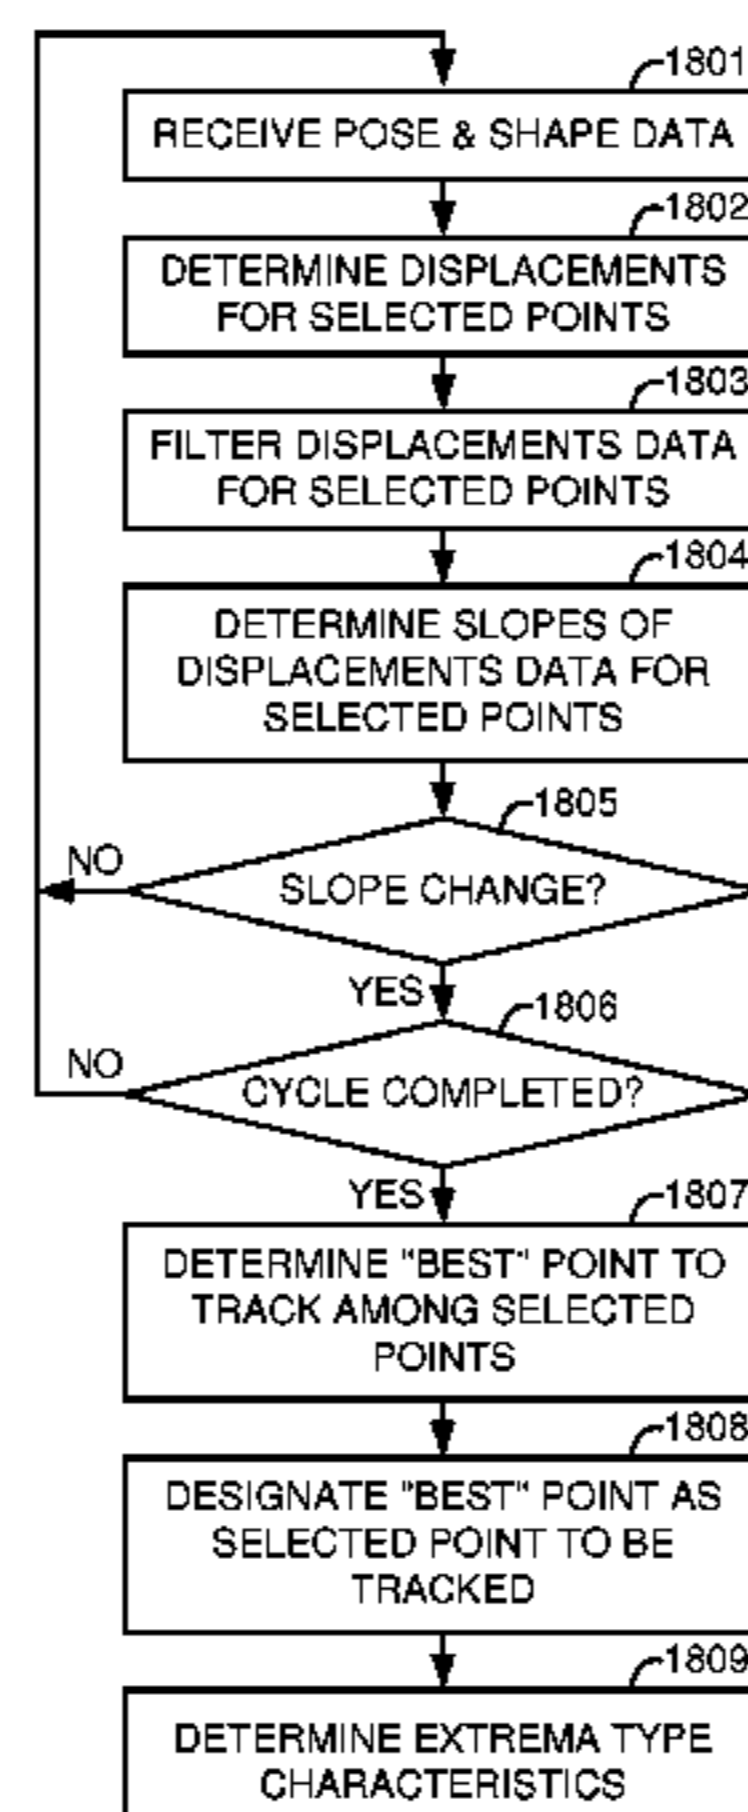 1801
RECEIVE POSE & SHAPE DATA
1802
DETERMINE DISPLACEMENTS
FOR SELECTED POINTS
1803
FILTER DISPLACEMENTS DATA
FOR SELECTED POINTS
1804
DETERMINE SLOPES OF
DISPLACEMENTS DATA FOR
SELECTED POINTS
1805
NO
SLOPE CHANGE?
YES
1806
NO
CYCLE COMPLETED?
YES
1807
DETERMINE "BEST" POINT TO
TRACK AMONG SELECTED
POINTS
1808
DESIGNATE "BEST" POINT AS
SELECTED POINT TO BE
TRACKED
1809
DETERMINE EXTREMA TYPE
CHARACTERISTICS